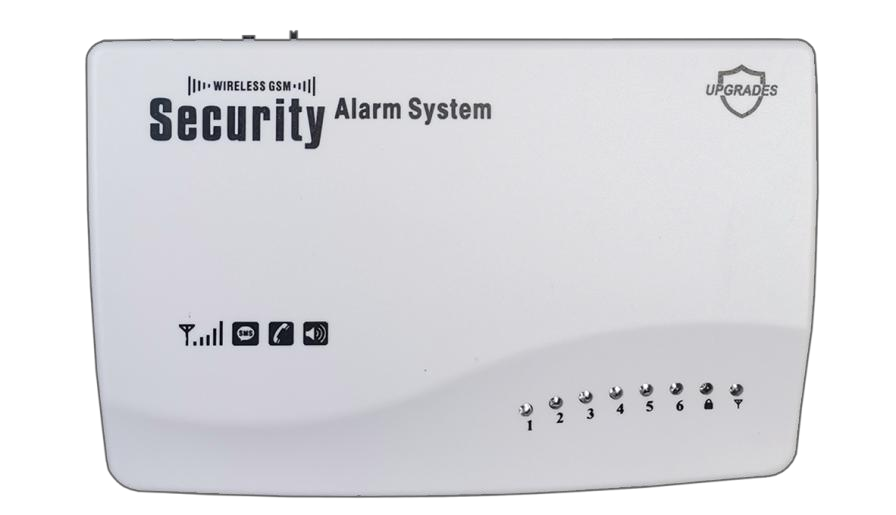 WIRELESS GSM
Security Alarm System
UPGRADES
SMS
1 2 3 4 5 6